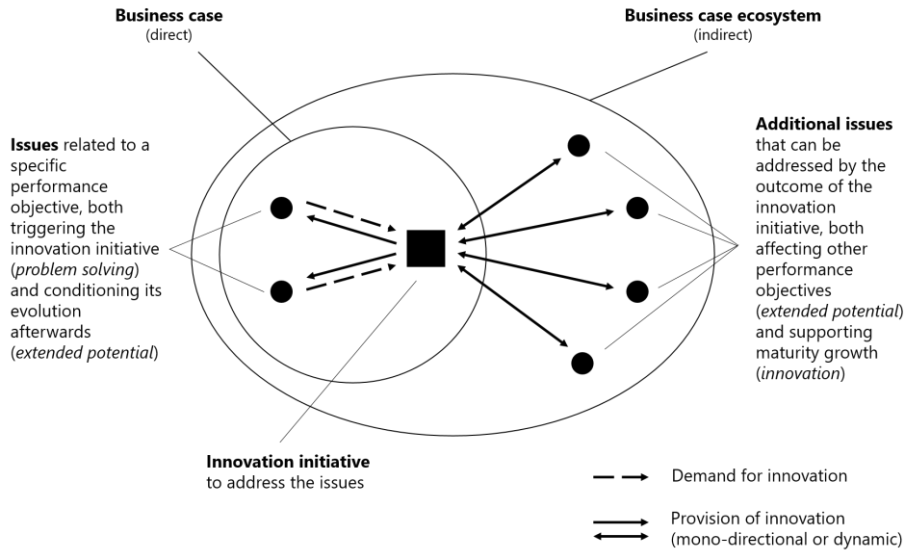 Business case
(direct)
Business case ecosystem
(indirect)
Issues related to a
specific
performance
objective, both
triggering the
innovation initiative
(problem solving)
and conditioning its
evolution
afterwards
(extended potential)
Additional issues
that can be
addressed by the
outcome of the
innovation
initiative, both
affecting other
performance
objectives
(extended potential)
and supporting
maturity growth
(innovation)
Innovation initiative
to address the issues
Demand for innovation
Provision of innovation
(mono-directional or dynamic)